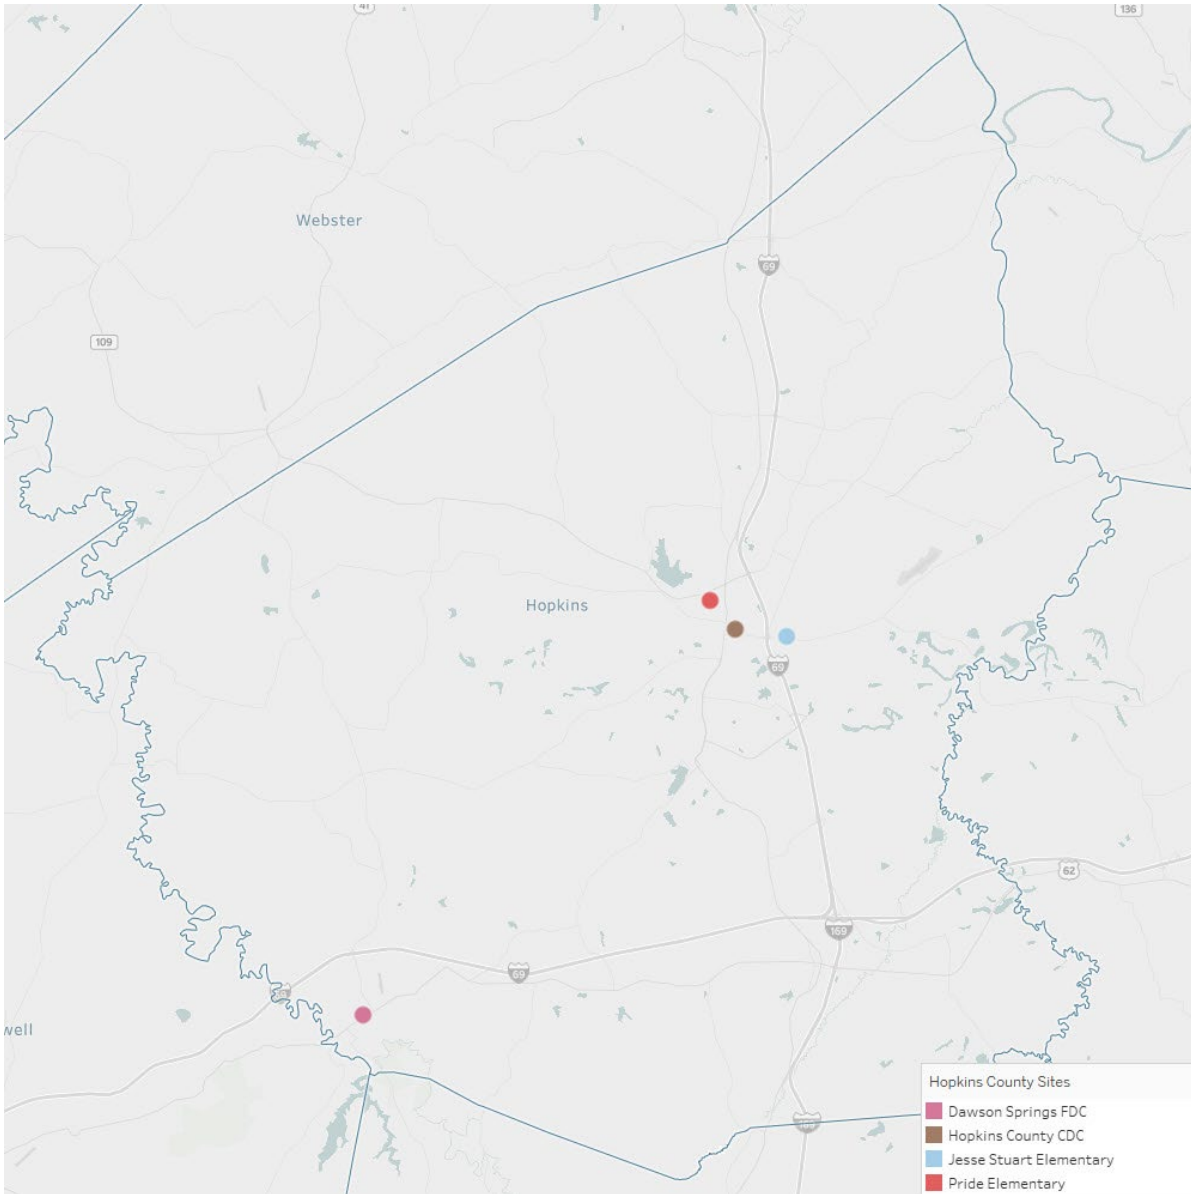 41
136
Webster
69
109
Hopkins
69
62
169
69
well
Hopkins County Sites
Dawson Springs FDC
Hopkins County CDC
Jesse Stuart Elementary
Pride Elementary